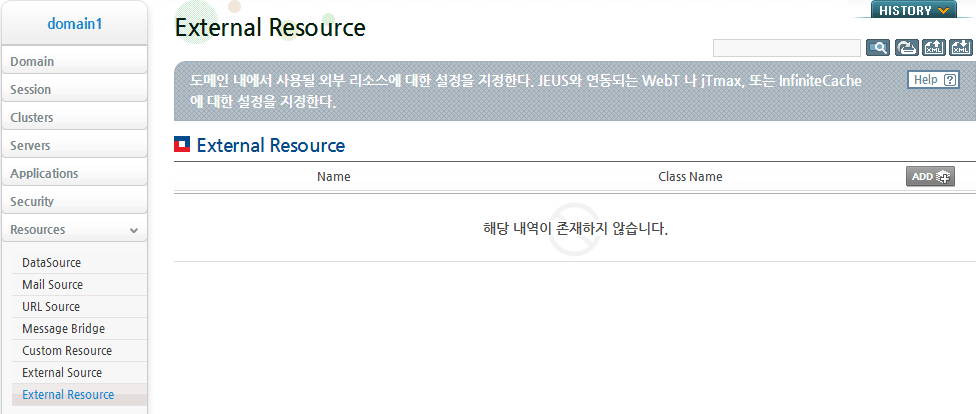 domain1
Domain
Session
Clusters
Servers
Applications
Security
Resources
DataSource
Mail Source
URL Source
Message Bridge
Custom Resource
External Source
External Resource
HISTORY
External Resource
XML
XML
도메인 내에서 사용될 외부 리소스에 대한 설정을 지정한다. JEUS와 연동되는 WebT 나 jTmax, 또는 InfiniteCache
에 대한 설정을 지정한다.
Help ?
External Resource
Name Class Name ADD
해당 내역이 존재하지 않습니다.